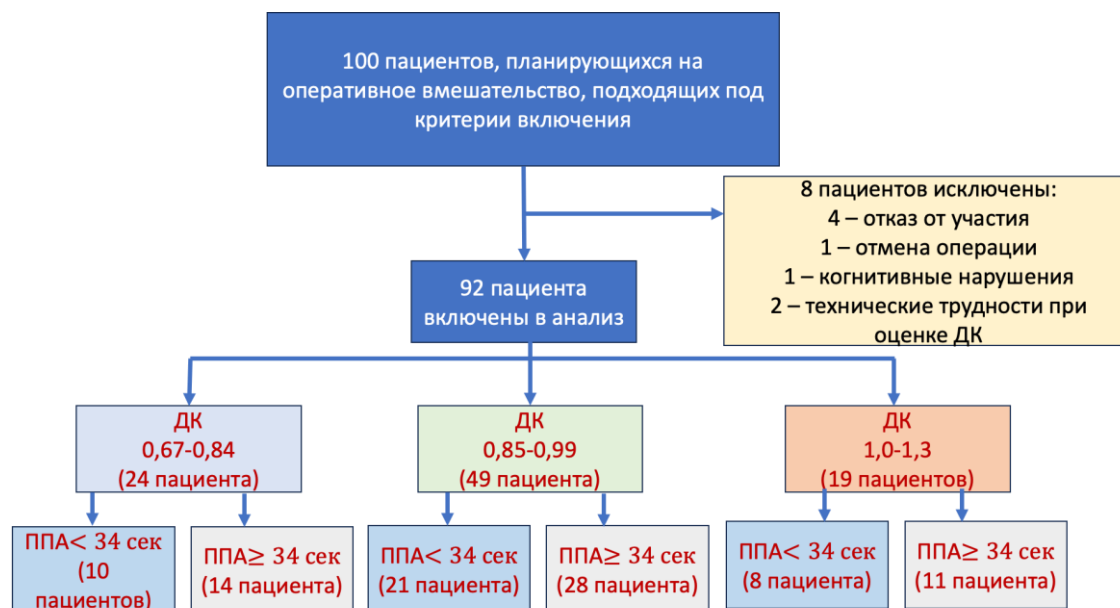 100 пациентов, планирующихся на
оперативное вмешательство, подходящих под
критерии включения
8 пациентов исключены:
4 – отказ от участия
1 – отмена операции
1 – когнитивные нарушения
2 – технические трудности при
оценке ДК
92 пациента
включены в анализ
ДК
0,67-0,84
(24 пациента)
ДК
0,85-0,99
(49 пациента)
ДК
1,0-1,3
(19 пациентов)
ППА< 34 сек
(10
пациентов)
ППА≥ 34 сек
(14 пациента)
ППА< 34 сек
(21 пациента)
ППА≥ 34 сек
(28 пациента)
ППА< 34 сек
(8 пациента)
ППА≥ 34 сек
(11 пациента)